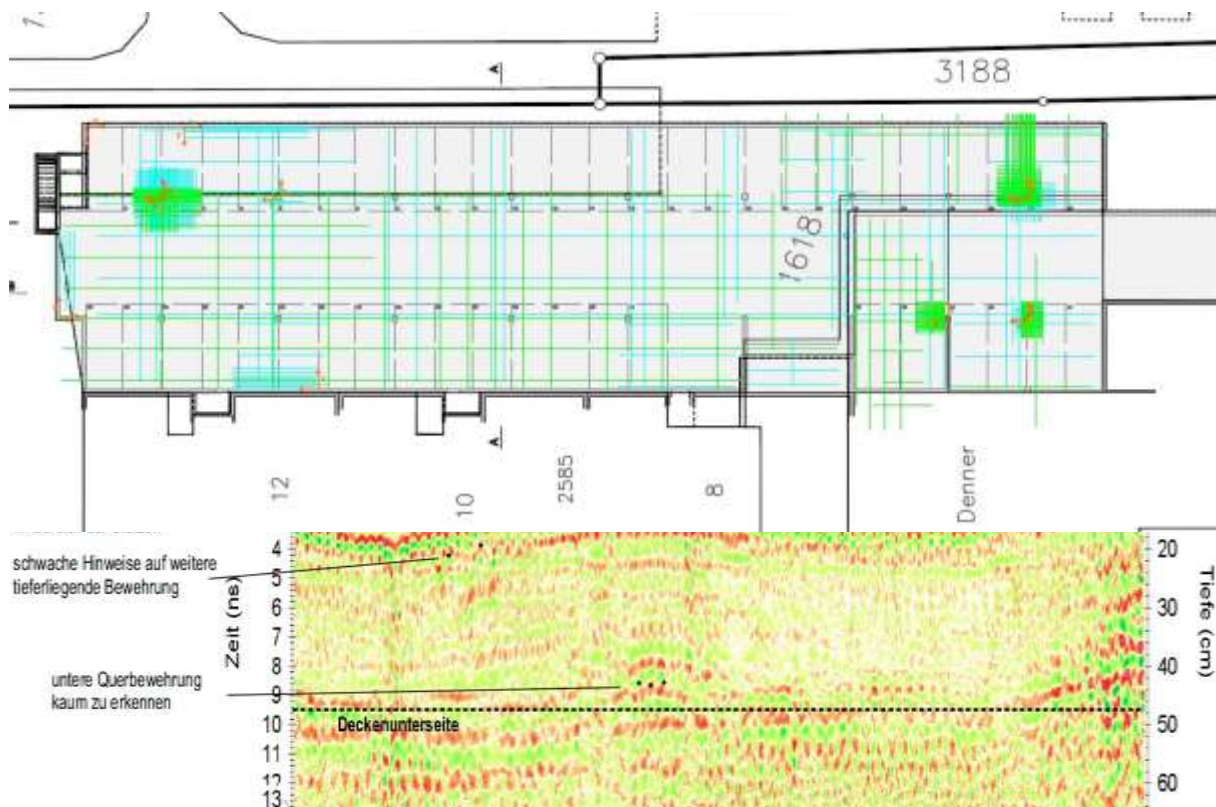 A
3188
1618
A
12
10
2585
8
Denner
schwache Hinweise auf weitere
tieferliegende Bewehrung
untere Querbewehrung
kaum zu erkennen
Zeit (ns)
4
5
6
7
8
9
10
11
12
13
Deckenunterseite
20
30
40
50
60
Tiefe (cm)